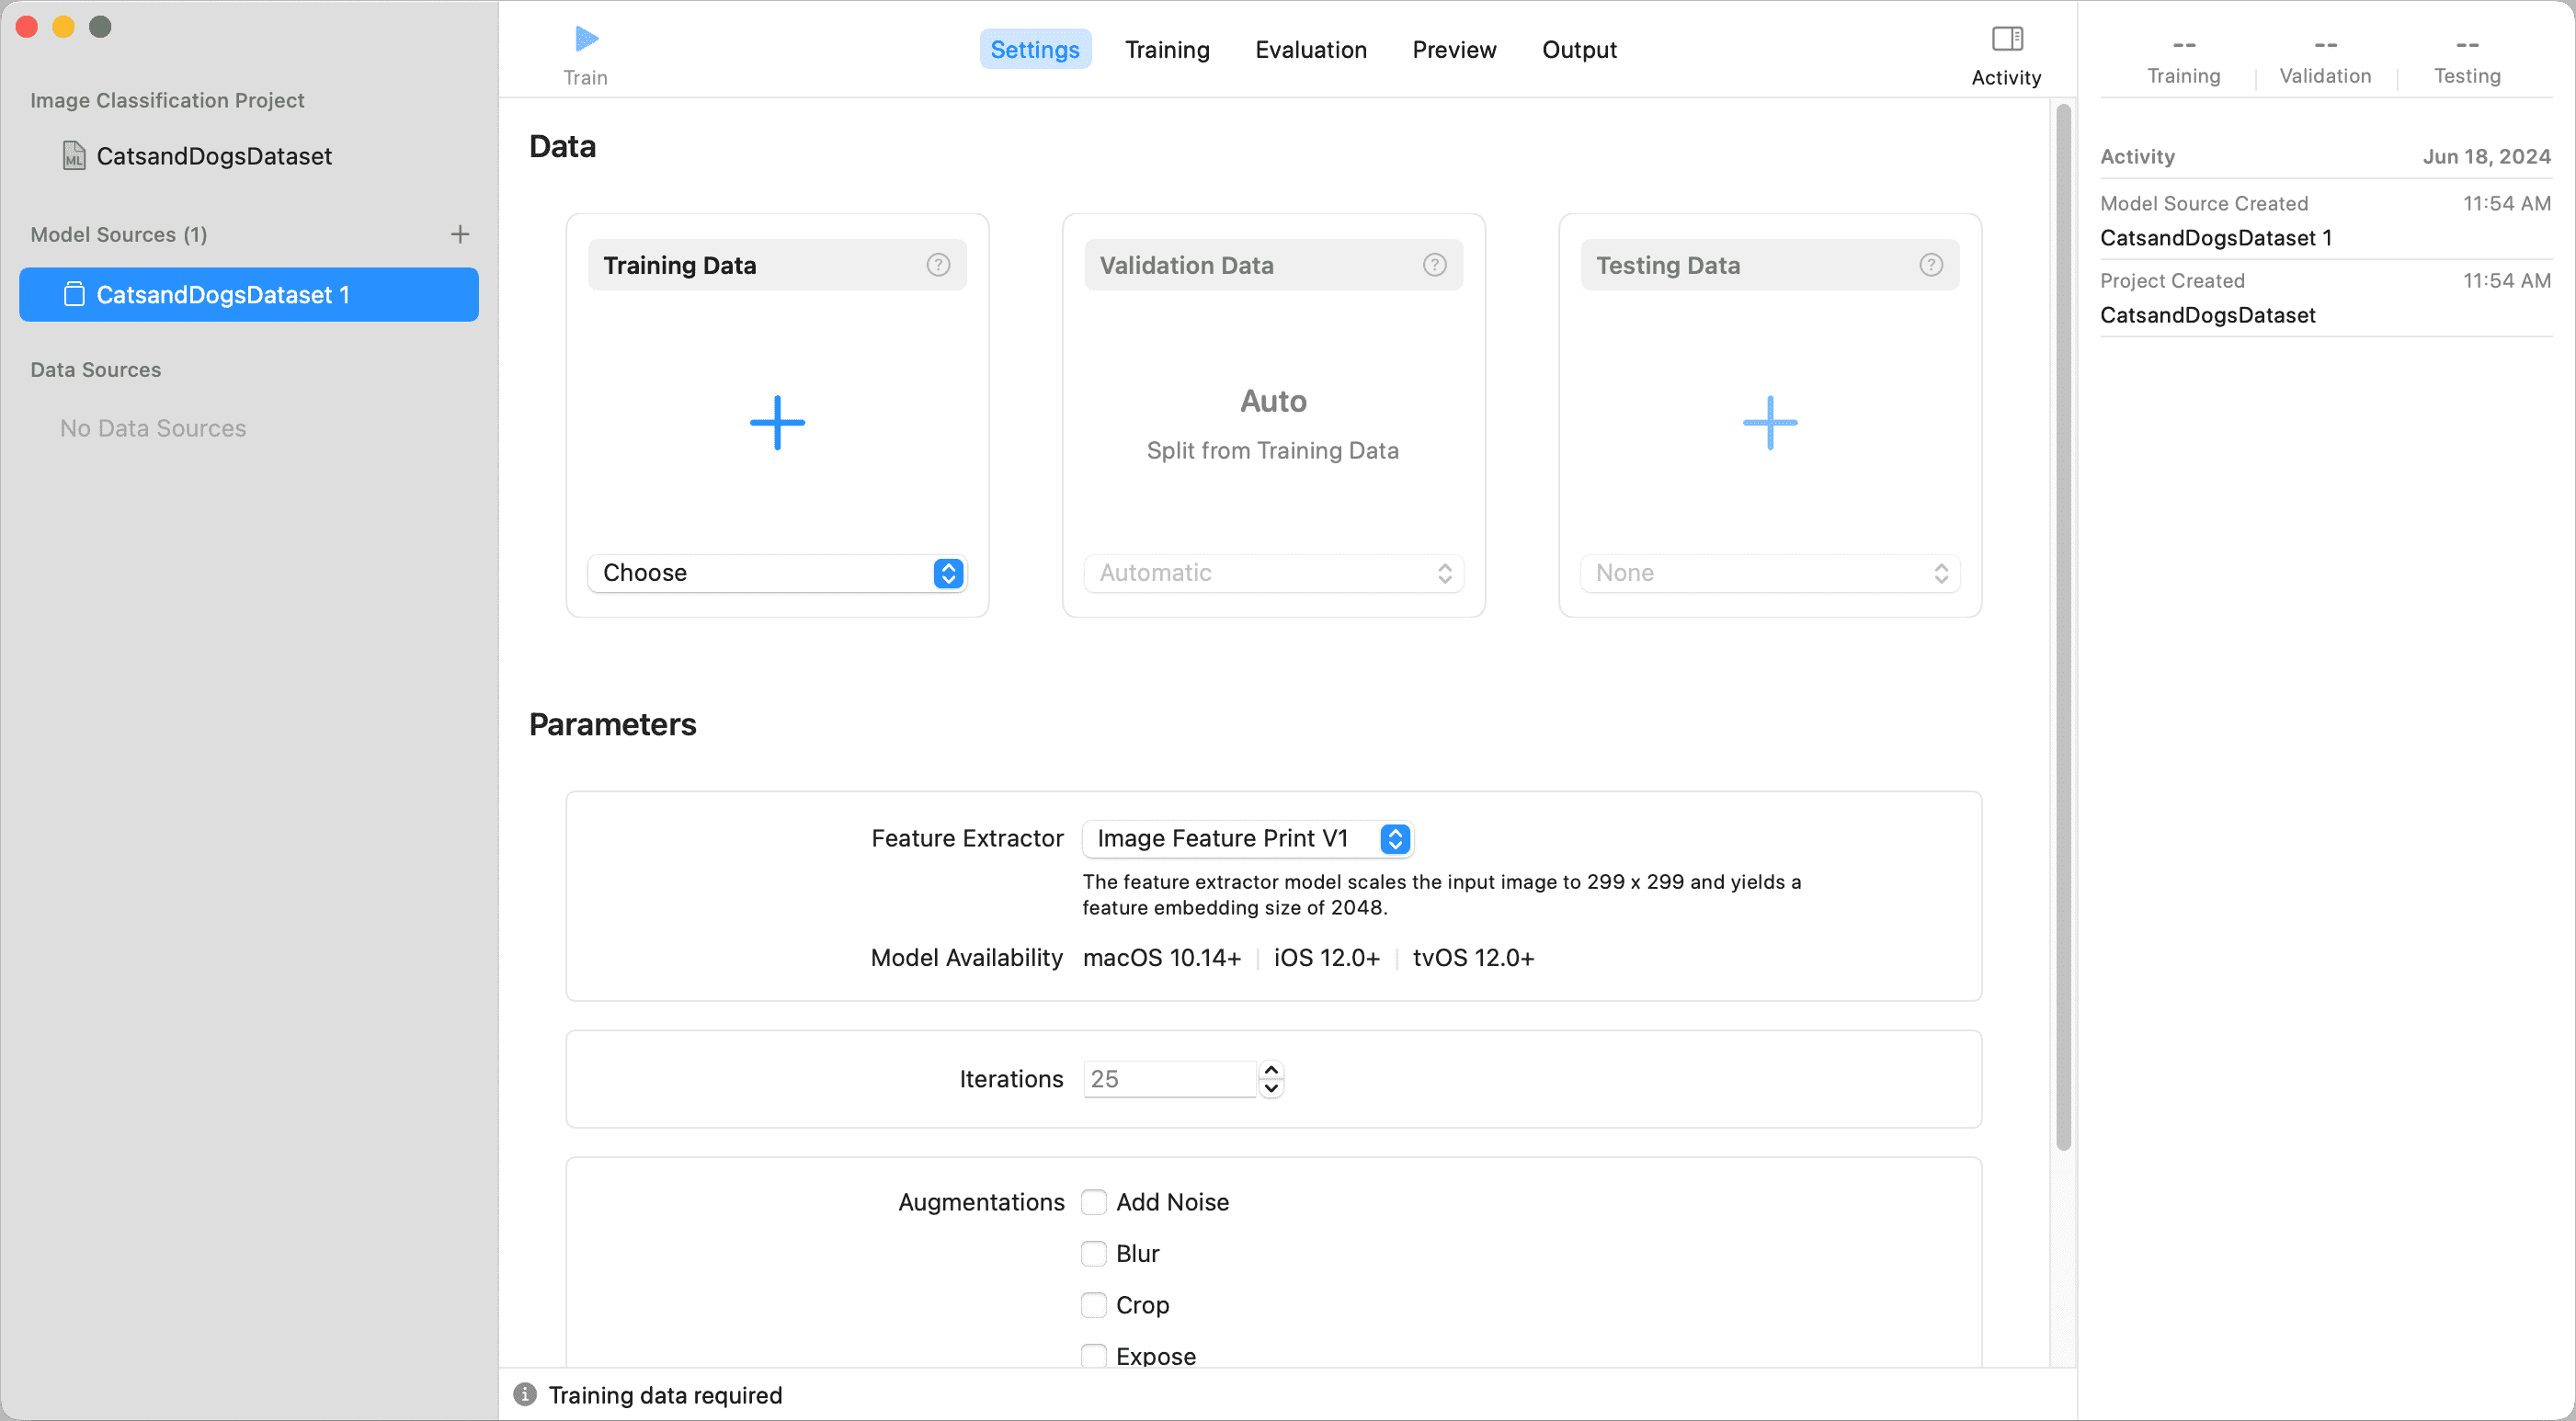 Image Classification Project
ML
CatsandDogsDataset
Model Sources (1)
CatsandDogsDataset 1
Data Sources
No Data Sources
Train
Settings
Training
Evaluation
Preview
Output
Activity
Data
Training Data ?
Choose
Validation Data ?
Auto
Split from Training Data
Automatic
Testing Data ?
None
Parameters
Feature Extractor Image Feature Print V1
The feature extractor model scales the input image to 299 x 299 and yields a
feature embedding size of 2048.
Model Availability macOS 10.14+ iOS 12.0+ tvOS 12.0+
Iterations 25
Augmentations Add Noise
Blur
Crop
Expose
Training data required
-- -- --
Training Validation Testing
Activity Jun 18, 2024
Model Source Created 11:54 AM
CatsandDogsDataset 1
Project Created 11:54 AM
CatsandDogsDataset